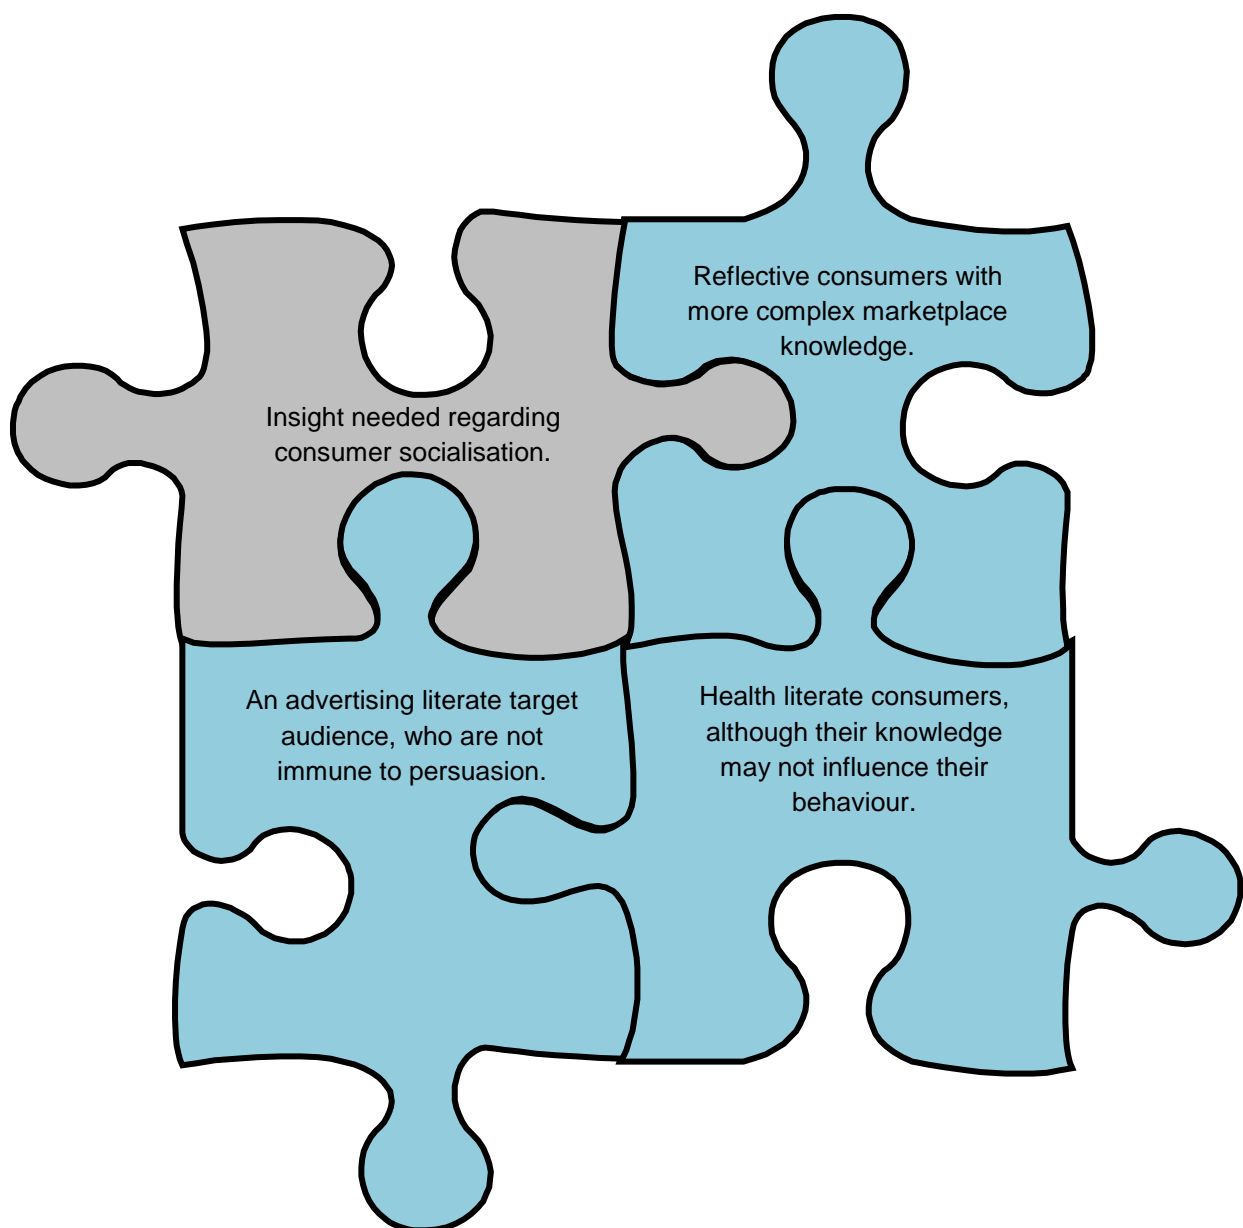 Reflective consumers with
more complex marketplace
knowledge.
Insight needed regarding
consumer socialisation.
An advertising literate target
audience, who are not
immune to persuasion.
Health literate consumers,
although their knowledge
may not influence their
behaviour.